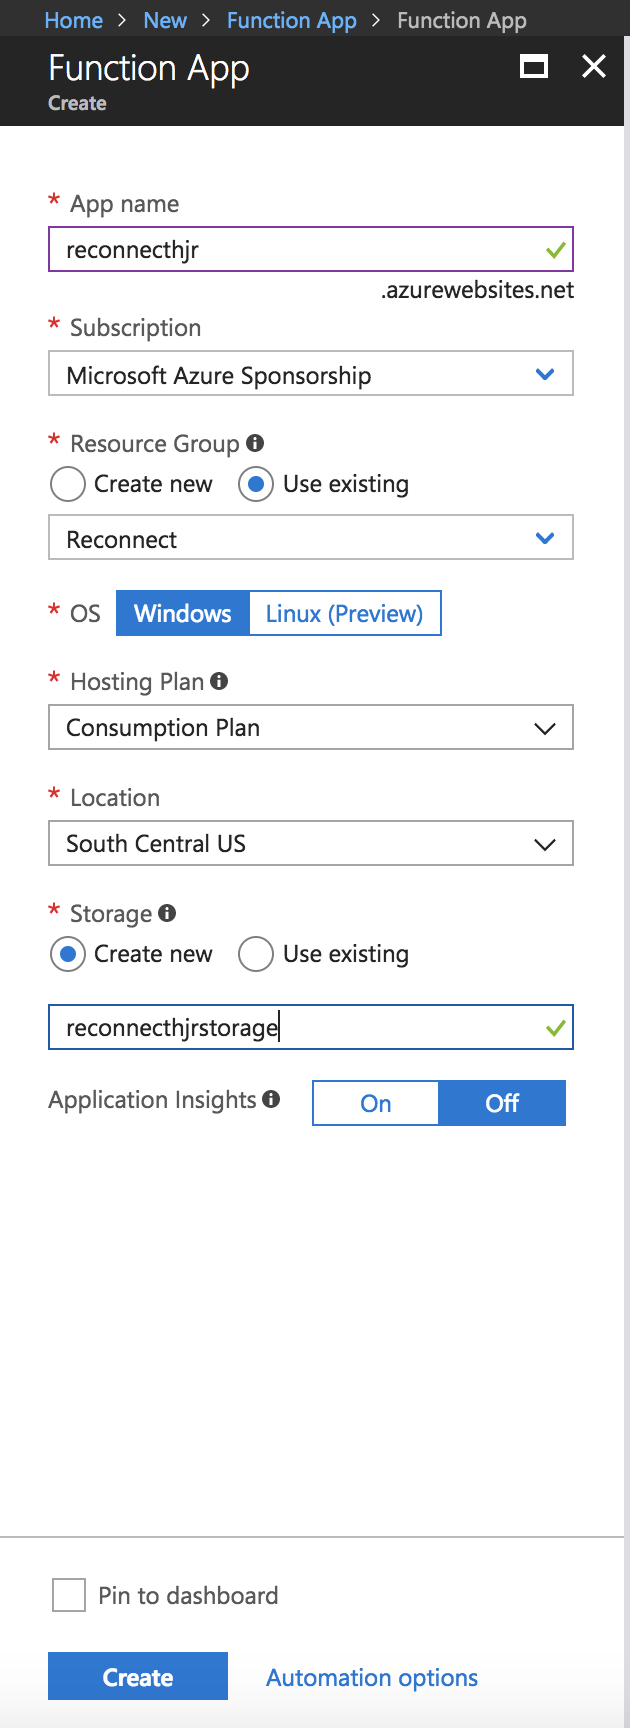 Home > New > Function App > Function App
Function App
Create
* App name
reconnecthjr
.azurewebsites.net
* Subscription
Microsoft Azure Sponsorship
* Resource Group
Create new Use existing
Reconnect
* OS Windows Linux (Preview)
* Hosting Plan
Consumption Plan
* Location
South Central US
* Storage
Create new Use existing
reconnecthjrstorage
Application Insights On Off
Pin to dashboard
Create Automation options